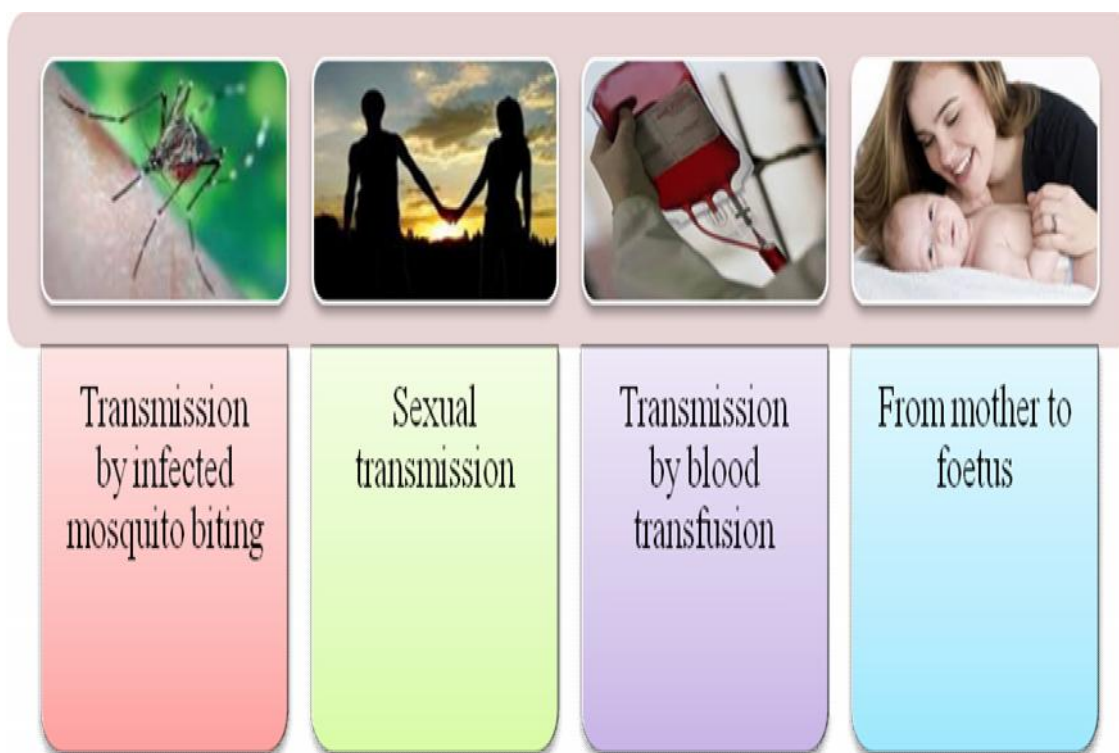 Transmission
by infected
mosquito biting
Sexual
transmission
Transmission
by blood
transfusion
From mother to
foetus